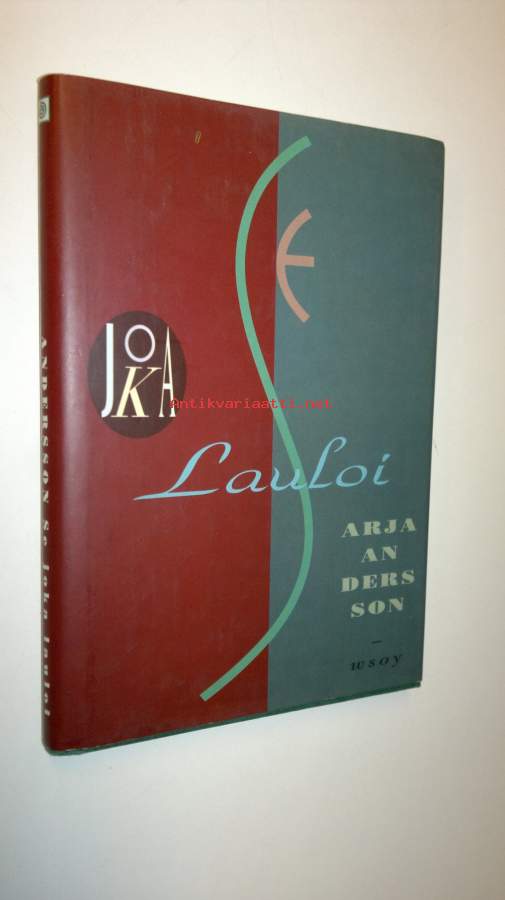 SE
JOKA
Lauloi
ARJA
AN
DERS
SON
wsoy
ANDERSSON Se joka lauloi
Antikvariaatti.net